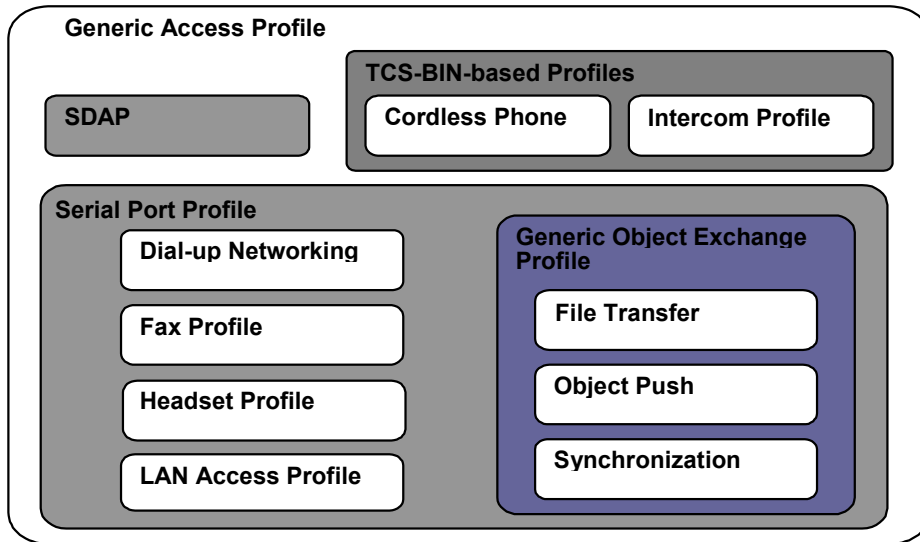 Generic Access Profile
TCS-BIN-based Profiles
SDAP
Cordless Phone
Intercom Profile
Serial Port Profile
Dial-up Networking
Fax Profile
Headset Profile
LAN Access Profile
Generic Object Exchange
Profile
File Transfer
Object Push
Synchronization